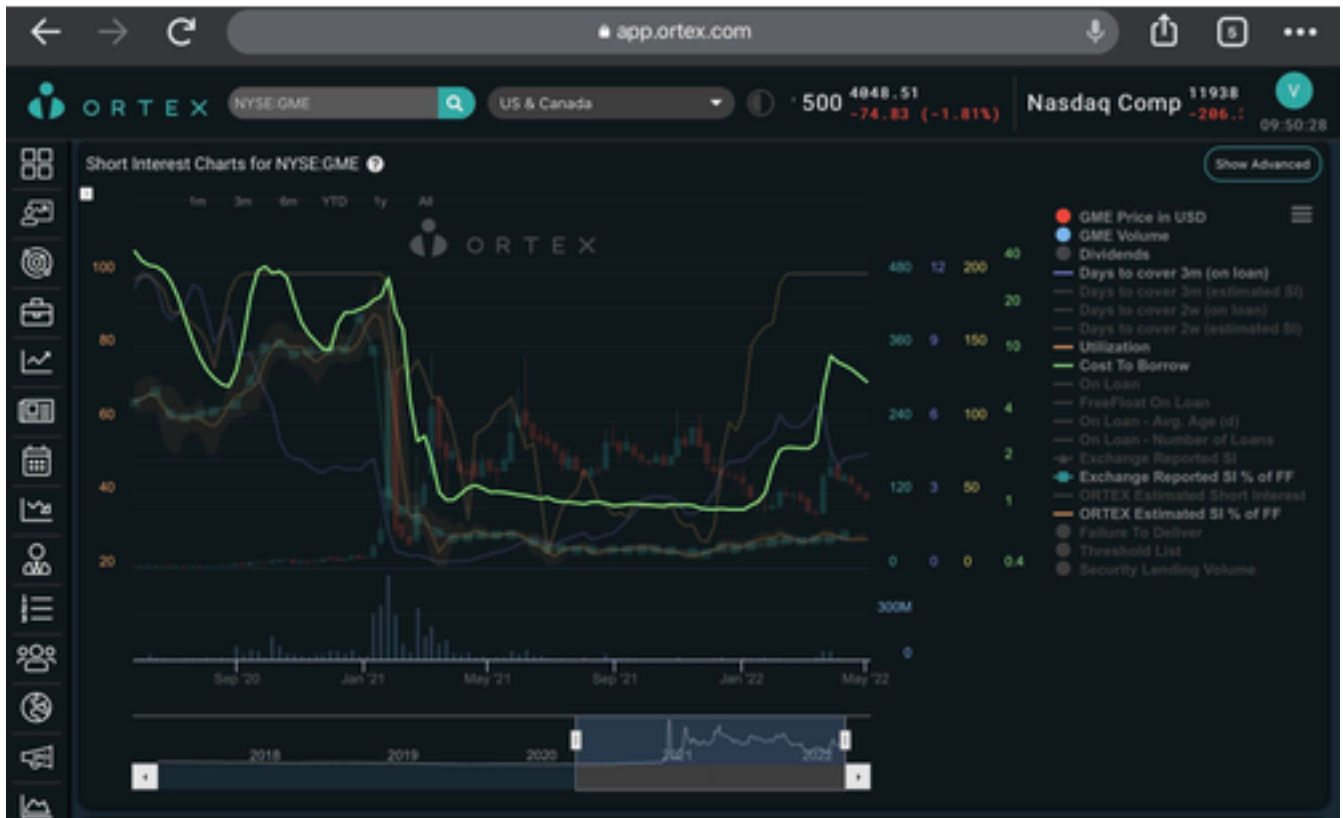 app.ortex.com
5
ORTEX
NYSE:GME
US & Canada
500
4048.51
-74.83 (-1.81%)
Nasdaq Comp
11938
-206.
V
09:50:28
Short Interest Charts for NYSE:GME ?
Show Advanced
1m 3m 6m YTD 1y All
ORTEX
100
80
60
40
20
480 12 200
360 9 150
240 6 100
120 3 50
0 0 0
40
20
10
4
2
1
0.4
300M
0
GME Price in USD
GME Volume
Dividends
Days to cover 3m (on loan)
Days to cover 3m (estimated SI)
Days to cover 2w (on loan)
Days to cover 2w (estimated SI)
Utilization
Cost To Borrow
On Loan
FreeFloat On Loan
On Loan - Avg. Age (d)
On Loan - Number of Loans
Exchange Reported SI
Exchange Reported SI % of FF
ORTEX Estimated Short Interest
ORTEX Estimated SI % of FF
Failure To Deliver
Threshold List
Security Lending Volume
Sep '20 Jan '21 May '21 Sep '21 Jan '22 May '22
2018 2019 2020 2021 2022